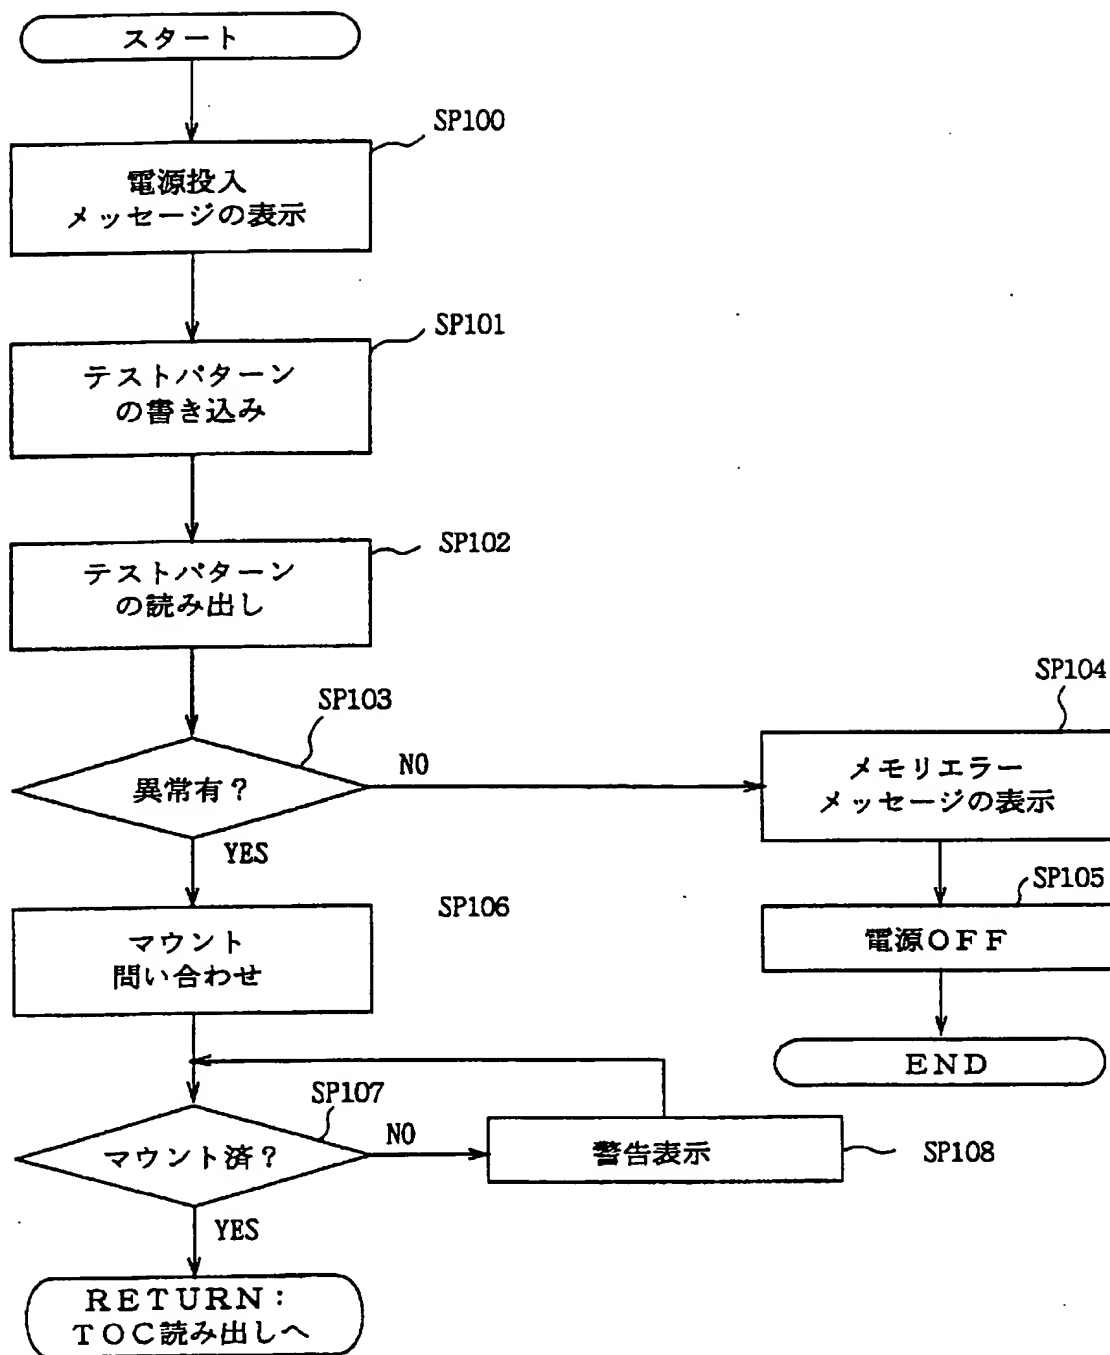 スタート
SP100
電源投入
メッセージの表示
SP101
テストパターン
の書き込み
SP102
テストパターン
の読み出し
SP103
異常有？
NO
YES
SP104
メモリエラー
メッセージの表示
SP105
電源OFF
END
SP106
マウント
問い合わせ
SP107
マウント済？
NO
YES
警告表示
SP108
RETURN：
TOC読み出しへ